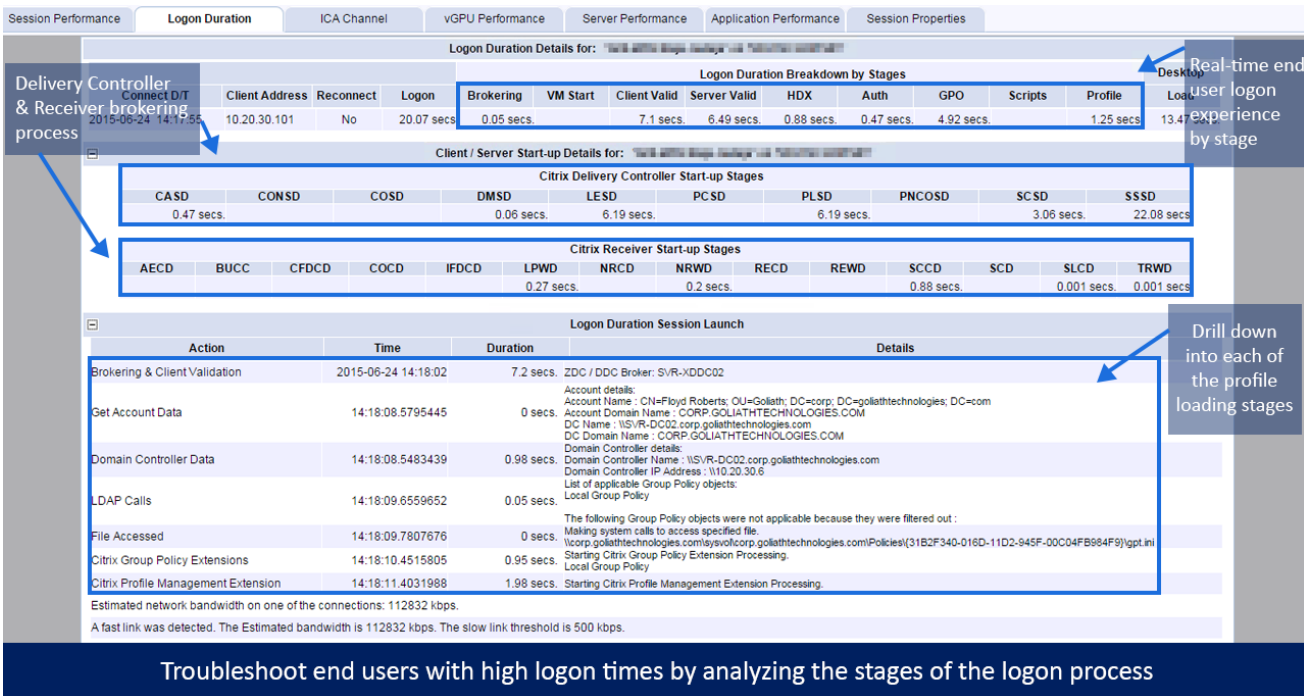 Session Performance Logon Duration ICA Channel vGPU Performance Server Performance Application Performance Session Properties
Logon Duration Details for:
Logon Duration Breakdown by Stages Desktop
Connect D/T Client Address Reconnect Logon Brokering VM Start Client Valid Server Valid HDX Auth GPO Scripts Profile Load
2015-06-24 14:17:55 10.20.30.101 No 20.07 secs 0.05 secs. 7.1 secs. 6.49 secs. 0.88 secs. 0.47 secs. 4.92 secs. 1.25 secs 13.47
Delivery Controller
& Receiver brokering
process
Real-time end
user logon
experience
by stage
Client / Server Start-up Details for:
Citrix Delivery Controller Start-up Stages
CASD CONSD COSD DMSD LESD PCSD PLSD PNCOSD SCSD SSSD
0.47 secs. 0.06 secs. 6.19 secs. 6.19 secs. 3.06 secs. 22.08 secs
Citrix Receiver Start-up Stages
AECD BUCC CFDCD COCD IFDCD LPWD NRCD NRWD RECD REWD SCCD SCD SLCD TRWD
0.27 secs. 0.2 secs. 0.88 secs. 0.001 secs. 0.001 secs
Logon Duration Session Launch
Action Time Duration Details
Brokering & Client Validation 2015-06-24 14:18:02 7.2 secs. ZDC / DDC Broker: SVR-XDDC02
Get Account Data 14:18:08.5795445 0 secs. Account details:
Account Name : CN=Floyd Roberts; OU=Goliath; DC=corp; DC=goliathtechnologies; DC=com
Account Domain Name : CORP.GOLIATHTECHNOLOGIES.COM
DC Name : \\SVR-DC02.corp.goliathtechnologies.com
DC Domain Name : CORP.GOLIATHTECHNOLOGIES.COM
Domain Controller Data 14:18:08.5483439 0.98 secs. Domain Controller details:
Domain Controller Name : \\SVR-DC02.corp.goliathtechnologies.com
Domain Controller IP Address : \\10.20.30.6
LDAP Calls 14:18:09.6559652 0.05 secs. List of applicable Group Policy objects:
Local Group Policy
The following Group Policy objects were not applicable because they were filtered out :
File Accessed 14:18:09.7807676 0 secs. Making system calls to access specified file.
\\corp.goliathtechnologies.com\sysvol\corp.goliathtechnologies.com\Policies\{31B2F340-016D-11D2-945F-00C04FB984F9}\gpt.ini
Citrix Group Policy Extensions 14:18:10.4515805 0.95 secs. Starting Citrix Group Policy Extension Processing.
Local Group Policy
Citrix Profile Management Extension 14:18:11.4031988 1.98 secs. Starting Citrix Profile Management Extension Processing.
Drill down
into each of
the profile
loading stages
Estimated network bandwidth on one of the connections: 112832 kbps.
A fast link was detected. The Estimated bandwidth is 112832 kbps. The slow link threshold is 500 kbps.
Troubleshoot end users with high logon times by analyzing the stages of the logon process